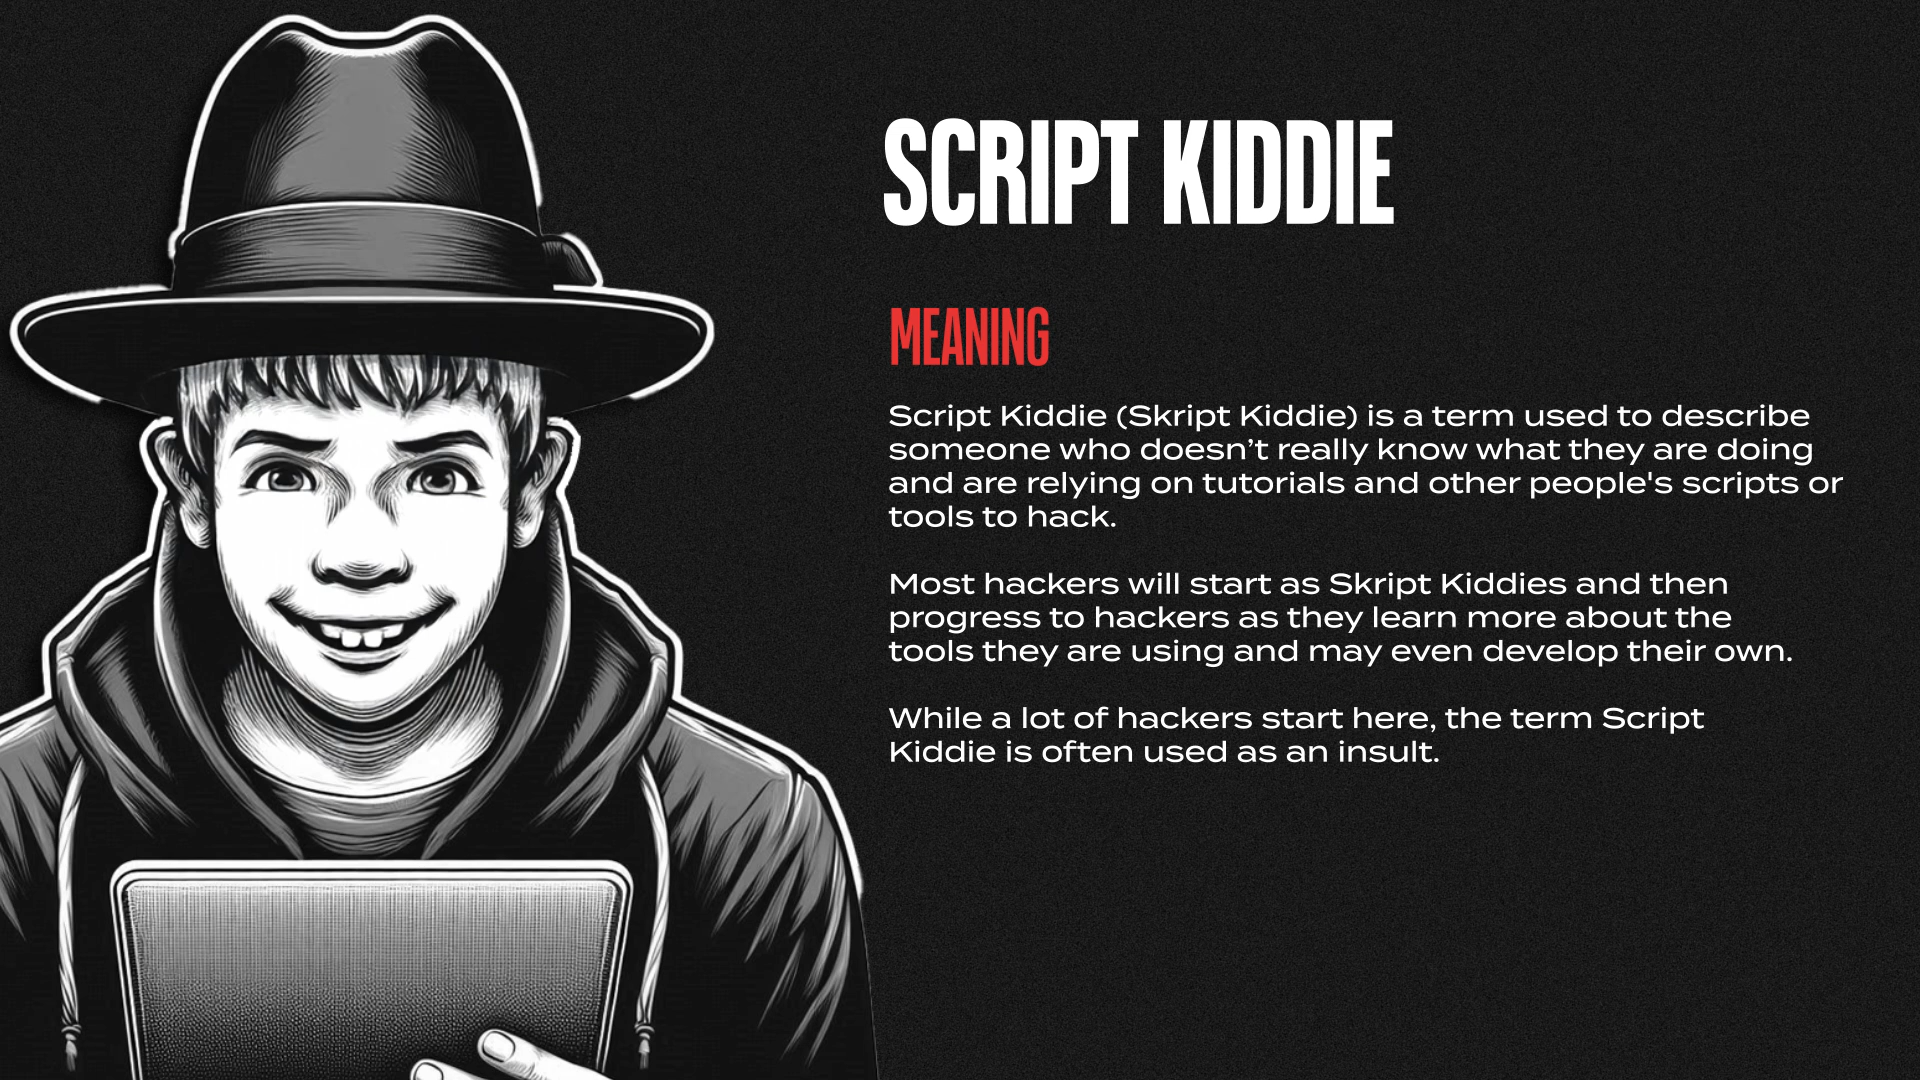 SCRIPT KIDDIE
MEANING
Script Kiddie (Skript Kiddie) is a term used to describe
someone who doesn’t really know what they are doing
and are relying on tutorials and other people's scripts or
tools to hack.
Most hackers will start as Skript Kiddies and then
progress to hackers as they learn more about the
tools they are using and may even develop their own.
While a lot of hackers start here, the term Script
Kiddie is often used as an insult.